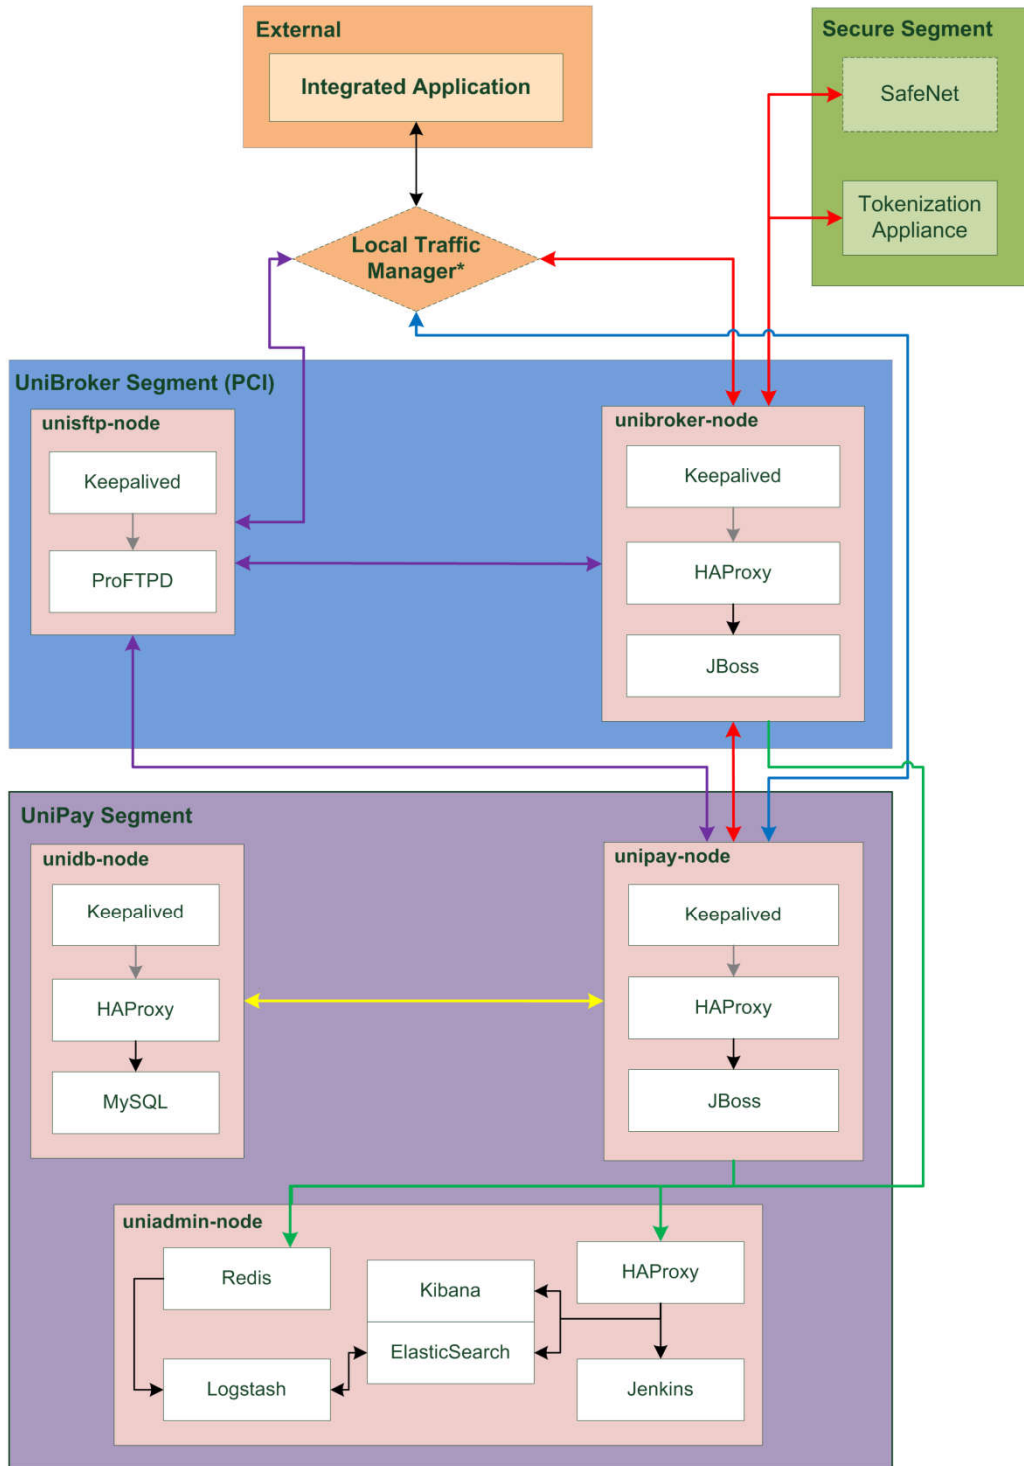 External
Integrated Application
Secure Segment
SafeNet
Tokenization
Appliance
Local Traffic
Manager*
UniBroker Segment (PCI)
unisftp-node
Keepalived
ProFTPD
unibroker-node
Keepalived
HAProxy
JBoss
UniPay Segment
unidb-node
Keepalived
HAProxy
MySQL
unipay-node
Keepalived
HAProxy
JBoss
uniadmin-node
Redis
Logstash
Kibana
ElasticSearch
HAProxy
Jenkins